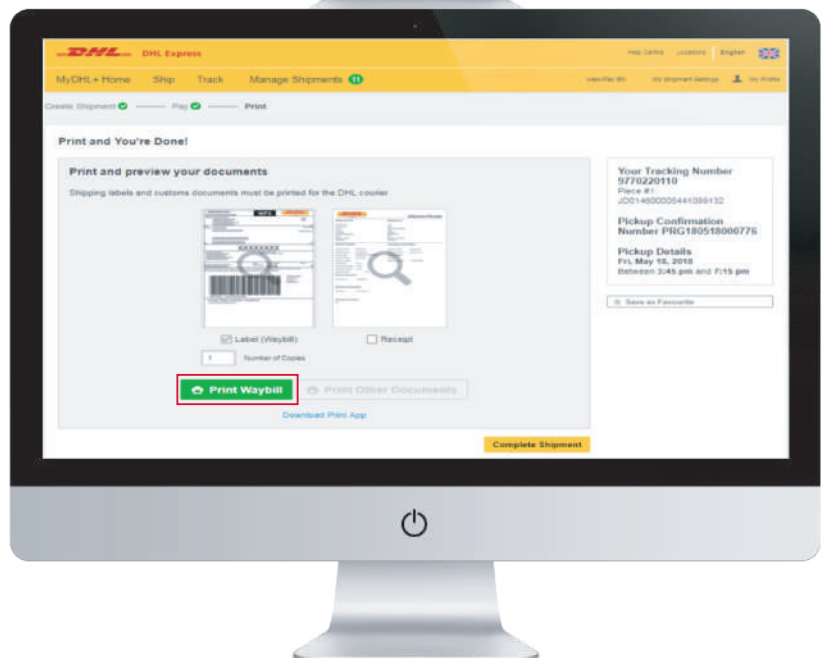 DHL DHL Express
Help Centre Locations English
MyDHL+ Home Ship Track Manage Shipments 11
My Shipment Settings My Profile
Create Shipment Pay Print
Print and You're Done!
Print and preview your documents
Shipping labels and customs documents must be printed for the DHL courier
Label (Waybill) Receipt
1 Number of Copies
Print Waybill Print Other Documents
Download Print App
Complete Shipment
Your Tracking Number
9770220110
Piece #1
Pickup Confirmation
Number PRG180518000776
Pickup Details
Fri, May 18, 2018
Between 3:45 pm and 7:15 pm
Save as Favourite